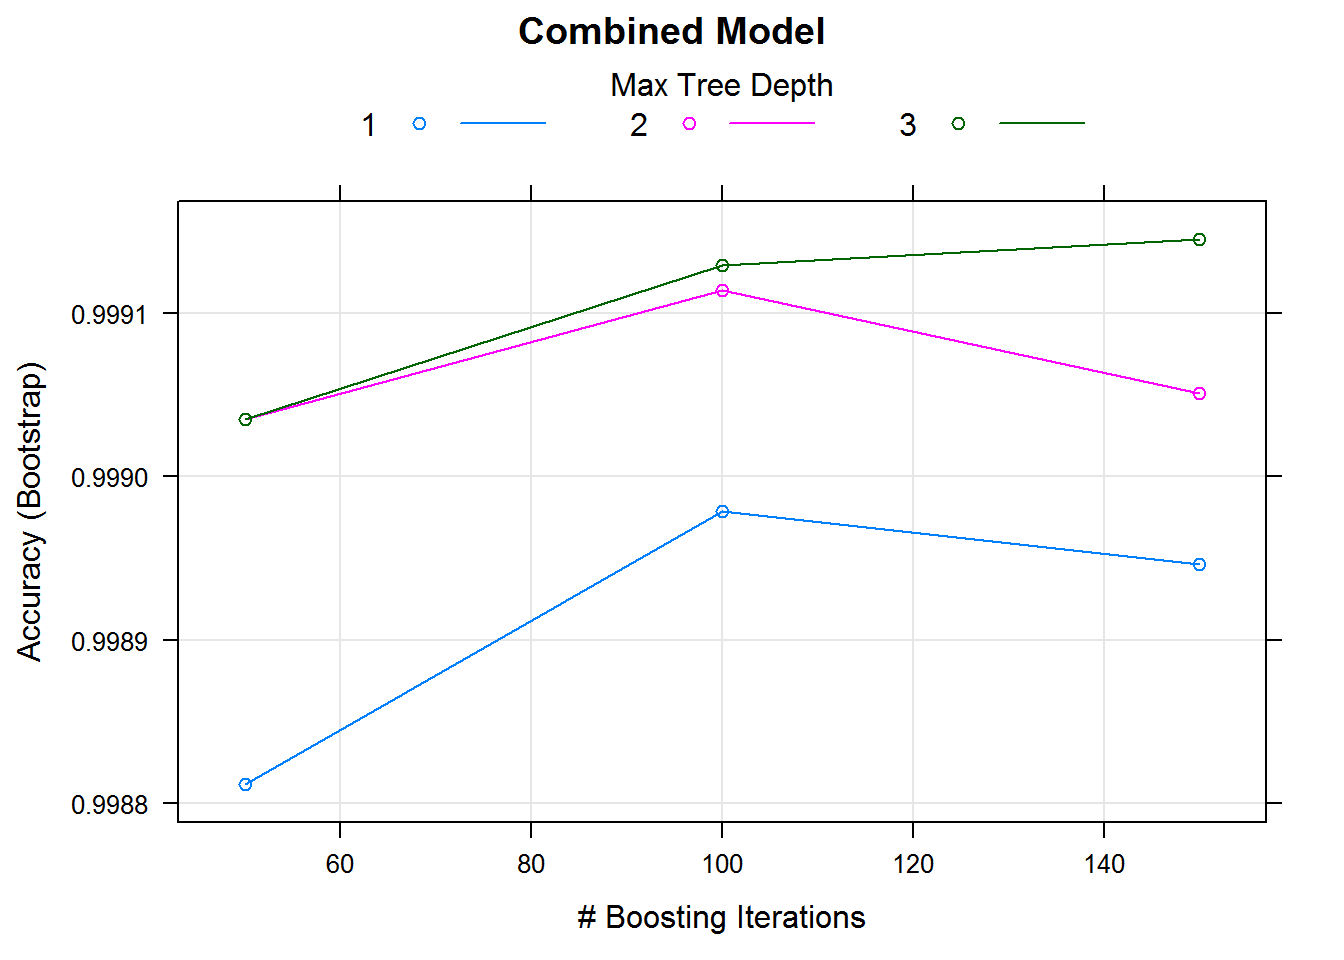 Combined Model
Max Tree Depth
1 2 3
0.9991
0.9990
0.9989
0.9988
Accuracy (Bootstrap)
60 80 100 120 140
# Boosting Iterations